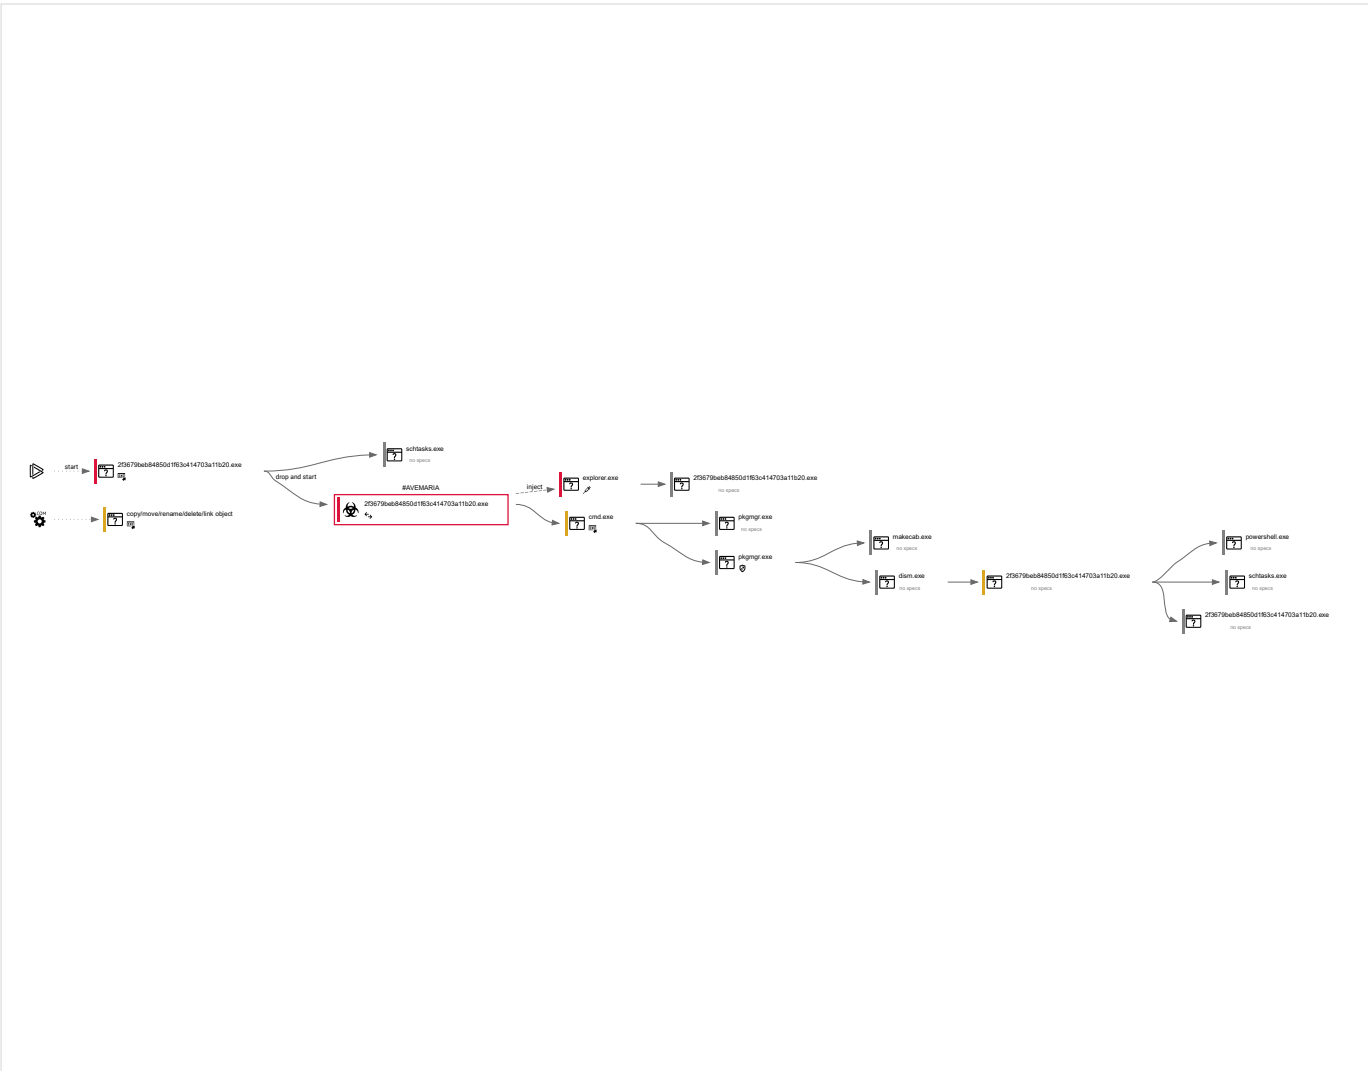 start
2f3679beb84850d1f63c414703a11b20.exe
COM
copy/move/rename/delete/link object
drop and start
schtasks.exe
no specs
#AVEMARIA
2f3679beb84850d1f63c414703a11b20.exe
inject
explorer.exe
2f3679beb84850d1f63c414703a11b20.exe
no specs
cmd.exe
pkgmgr.exe
no specs
pkgmgr.exe
makecab.exe
no specs
dism.exe
no specs
2f3679beb84850d1f63c414703a11b20.exe
no specs
powershell.exe
no specs
schtasks.exe
no specs
2f3679beb84850d1f63c414703a11b20.exe
no specs